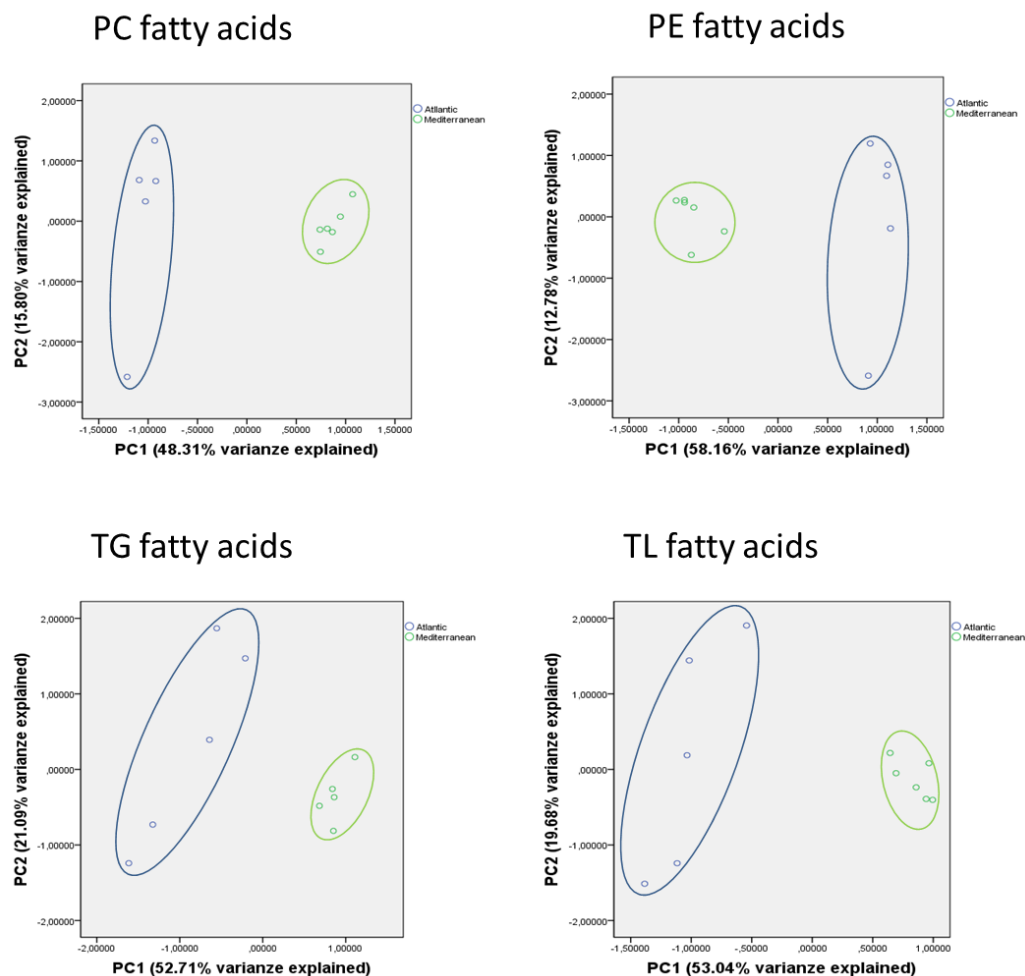 PC fatty acids
PE fatty acids
2,00000
1,00000
,00000
-1,00000
-2,00000
-3,00000
PC2 (15.80% varianze explained)
-1,50000 -1,00000 -,50000 ,00000 ,50000 1,00000 1,50000
PC1 (48.31% varianze explained)
Atllantic
Mediterranean
2,00000
1,00000
,00000
-1,00000
-2,00000
-3,00000
PC2 (12.78% varianze explained)
-1,50000 -1,00000 -,50000 ,00000 ,50000 1,00000 1,50000
PC1 (58.16% varianze explained)
Atlantic
Mediterranean
TG fatty acids
TL fatty acids
2,00000
1,00000
,00000
-1,00000
-2,00000
PC2 (21.09% varianze explained)
-2,00000 -1,00000 ,00000 1,00000
PC1 (52.71% varianze explained)
Atlantic
Mediterranean
2,00000
1,00000
,00000
-1,00000
-2,00000
PC2 (19.68% varianze explained)
-1,50000 -1,00000 -,50000 ,00000 ,50000 1,00000
PC1 (53.04% varianze explained)
Atlantic
Mediterranean